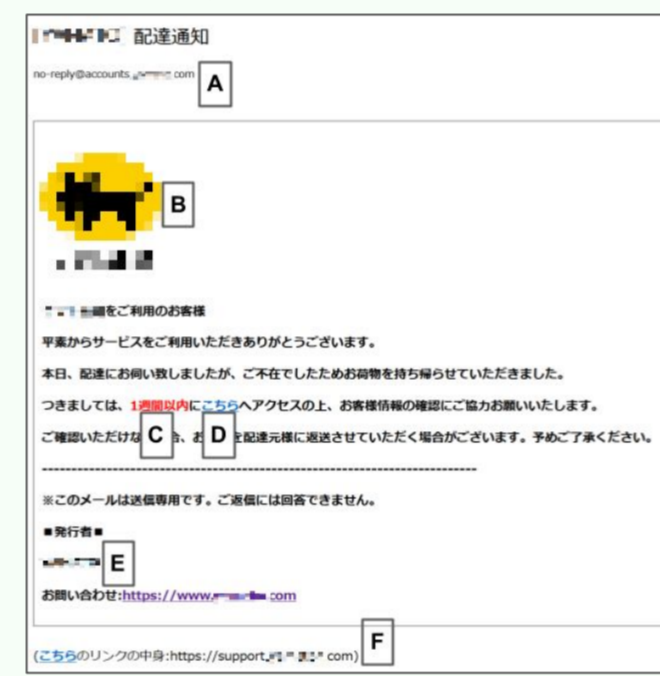 配達通知
no-reply@accounts. .com
A
B
をご利用のお客様
平素からサービスをご利用いただきありがとうございます。
本日、配達にお伺い致しましたが、ご不在でしたためお荷物を持ち帰らせていただきました。
つきましては、1週間以内にこちらへアクセスの上、お客様情報の確認にご協力お願いいたします。
ご確認いただけな C 合、お D を配達元様に返送させていただく場合がございます。予めご了承ください。
--------------------------------------------------------------------------
※このメールは送信専用です。ご返信には回答できません。
■発行者■
E
お問い合わせ:https://www. .com
F
(こちらのリンクの中身:https://support. com)